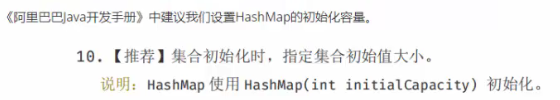 《阿里巴巴Java开发手册》中建议我们设置HashMap的初始化容量。
10. 【推荐】集合初始化时，指定集合初始值大小。
说明：HashMap 使用 HashMap(int initialCapacity) 初始化。